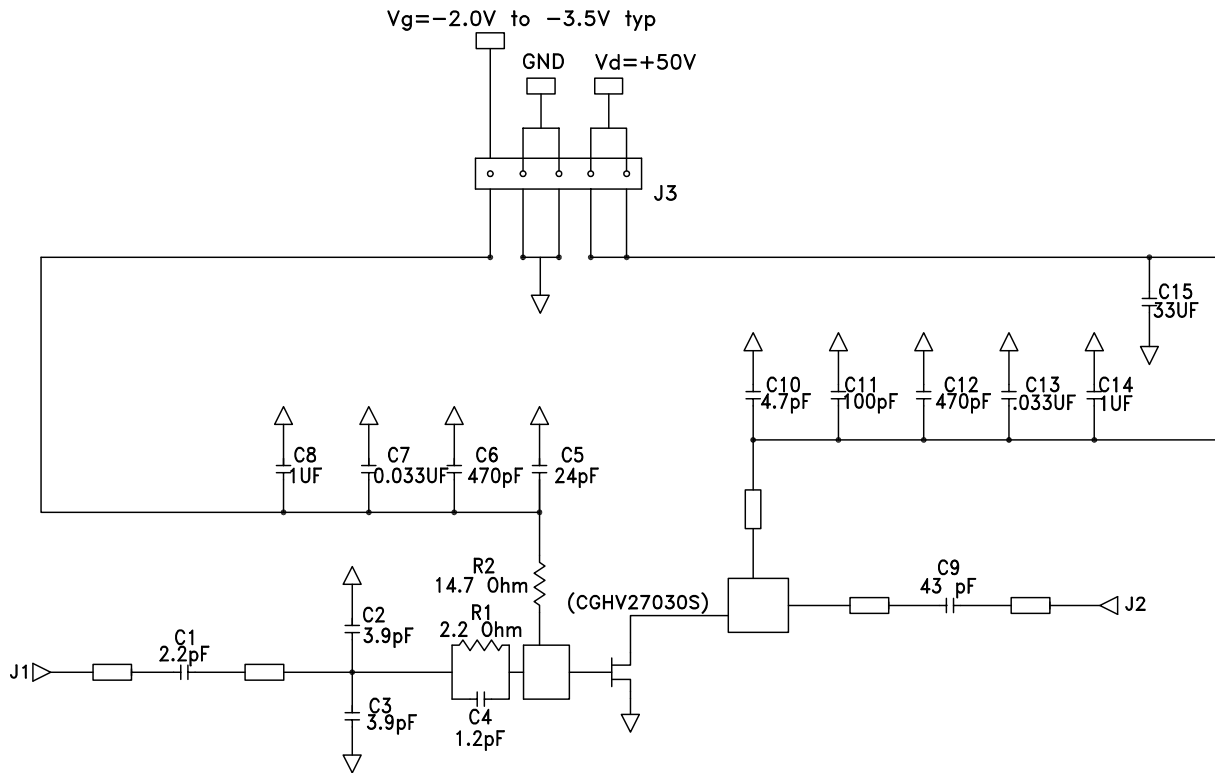 Vg=-2.0V to -3.5V typ
GND
Vd=+50V
J3
C15
33UF
C10
4.7pF
C11
100pF
C12
470pF
C13
.033UF
C14
1UF
C8
1UF
C7
0.033UF
C6
470pF
C5
24pF
R2
14.7 Ohm
(CGHV27030S)
C9
43 pF
J2
R1
2.2 Ohm
C2
3.9pF
C1
2.2pF
J1
C3
3.9pF
C4
1.2pF